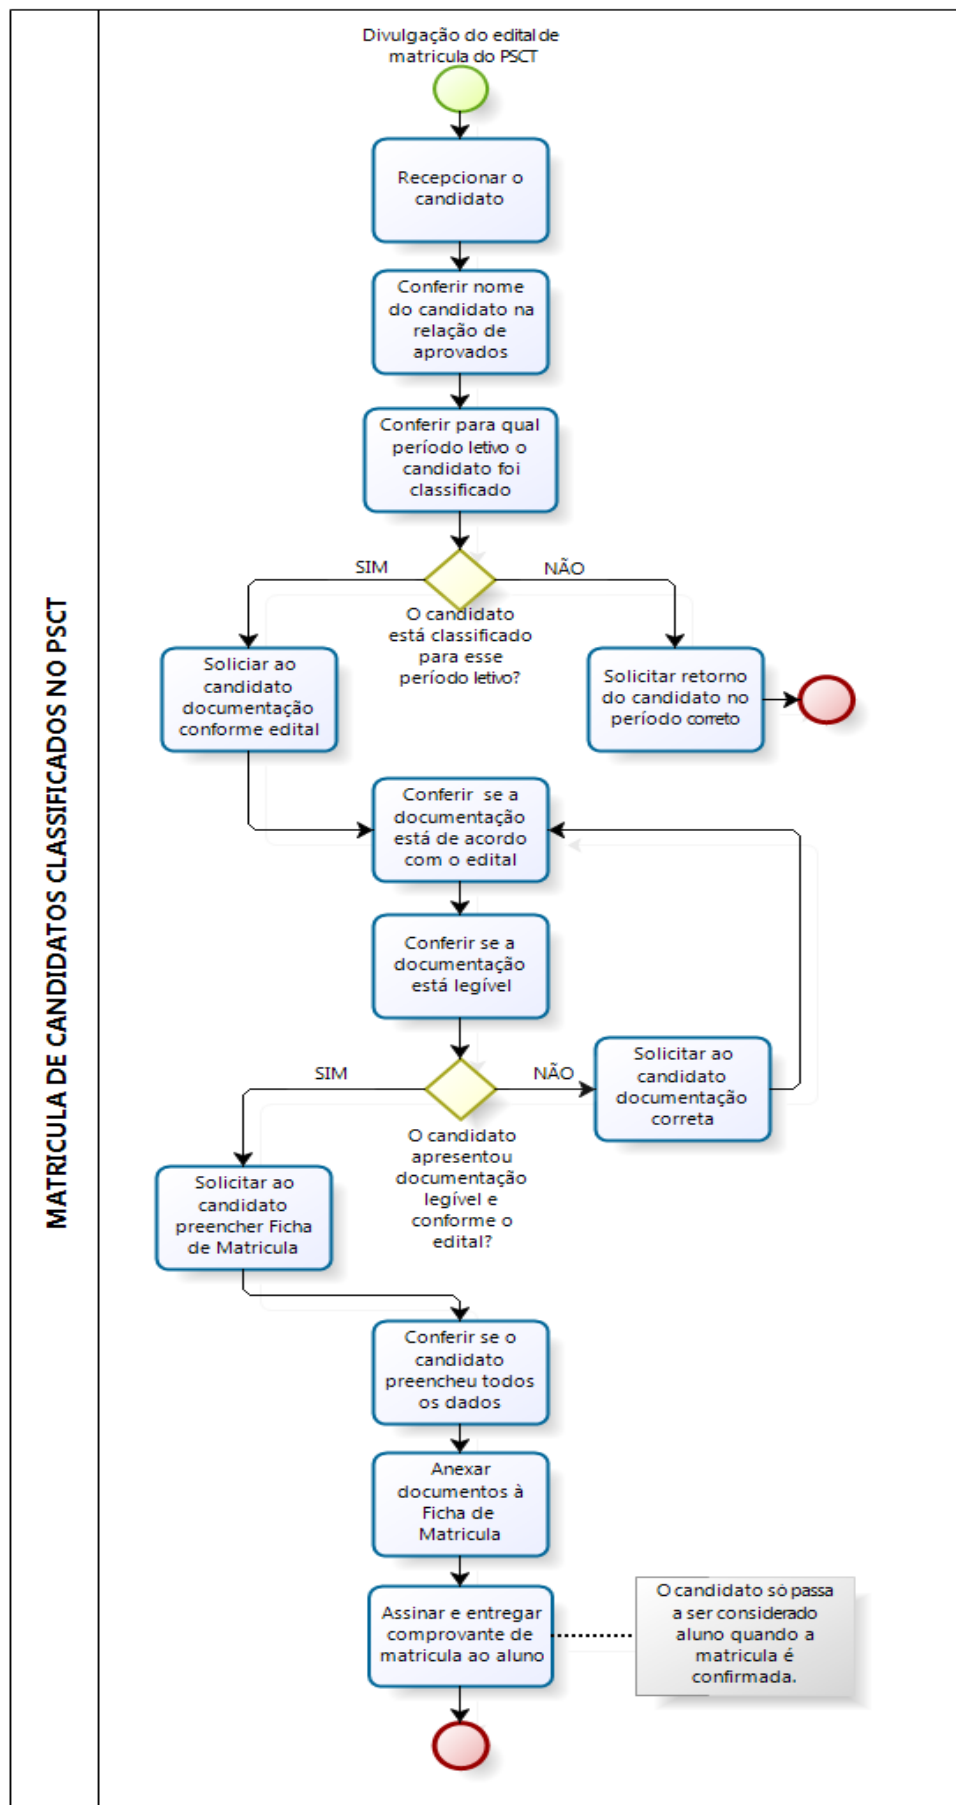 MATRICULA DE CANDIDATOS CLASSIFICADOS NO PSCT
Divulgação do edital de
matricula do PSCT
Recepcionar o
candidato
Conferir nome
do candidato na
relação de
aprovados
Conferir para qual
período letivo o
candidato foi
classificado
SIM
NÃO
O candidato
está classificado
para esse
período letivo?
Soliciar ao
candidato
documentação
conforme edital
Solicitar retorno
do candidato no
período correto
Conferir se a
documentação
está de acordo
com o edital
Conferir se a
documentação
está legível
SIM
NÃO
Solicitar ao
candidato
documentação
correta
O candidato
apresentou
documentação
legível e
conforme o
edital?
Solicitar ao
candidato
preencher Ficha
de Matricula
Conferir se o
candidato
preencheu todos
os dados
Anexar
documentos à
Ficha de
Matricula
Assinar e entregar
comprovante de
matricula ao aluno
O candidato só passa
a ser considerado
aluno quando a
matricula é
confirmada.